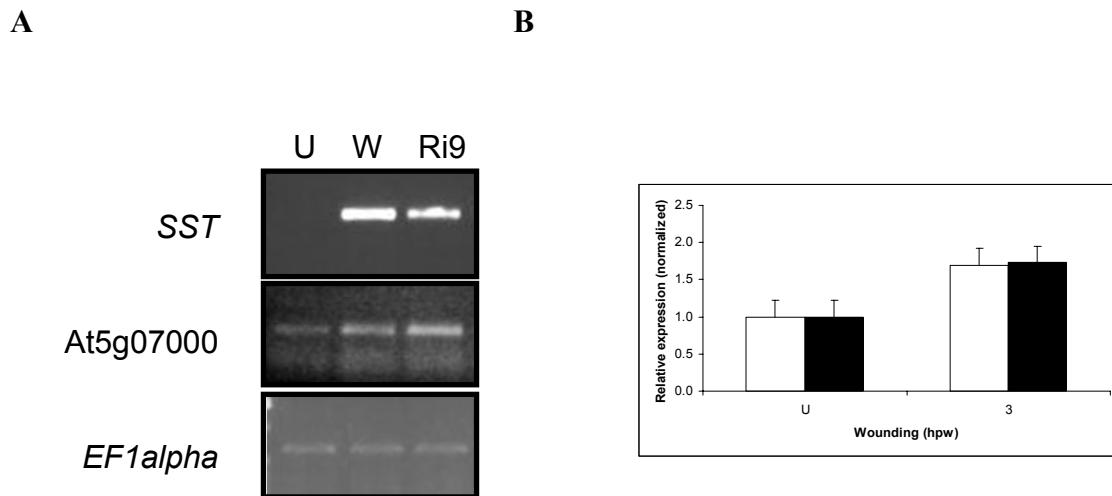 A
B
U W Ri9
SST
At5g07000
EF1alpha
Relative expression (normalized)
2.5
2.0
1.5
1.0
0.5
0.0
U 3
Wounding (hpw)